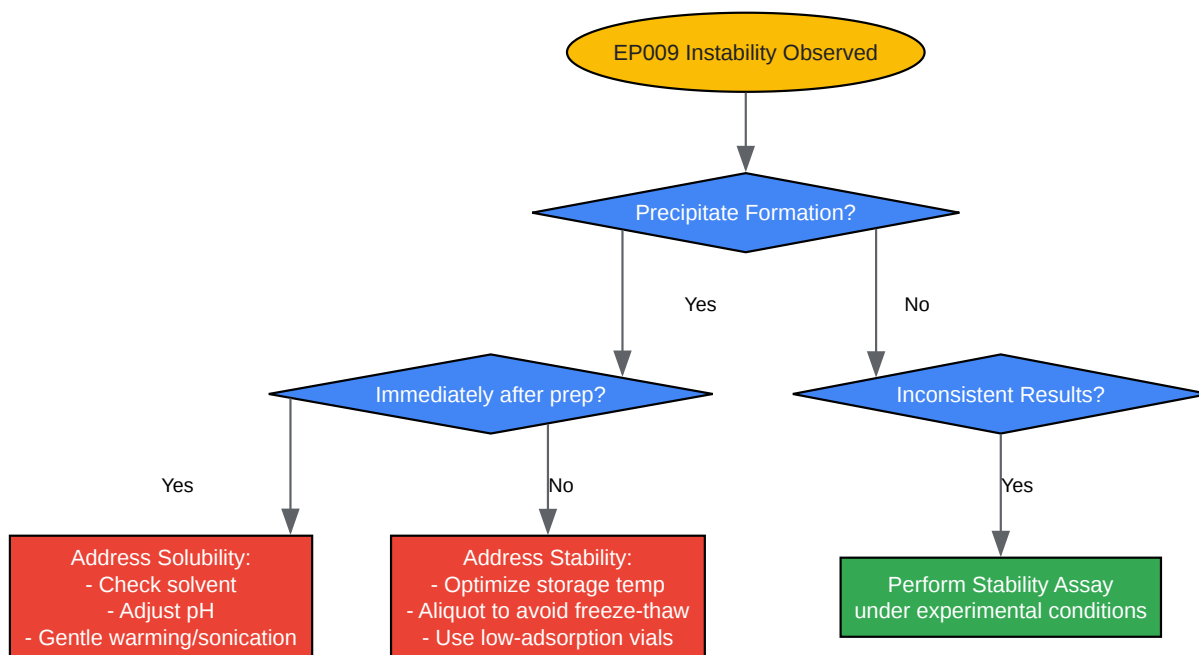 EP009 Instability Observed
Precipitate Formation?
Yes
No
Immediately after prep?
Inconsistent Results?
Yes
No
Yes
Address Solubility:
- Check solvent
- Adjust pH
- Gentle warming/sonication
Address Stability:
- Optimize storage temp
- Aliquot to avoid freeze-thaw
- Use low-adsorption vials
Perform Stability Assay
under experimental conditions